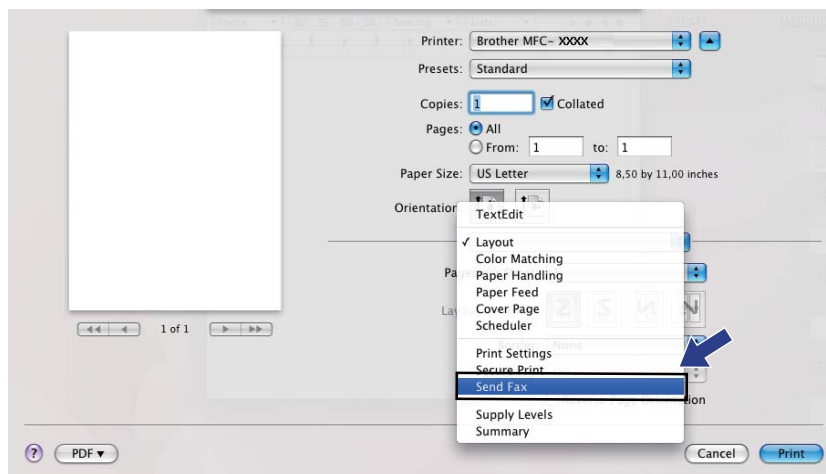 Printer: Brother MFC- XXXX
Presets: Standard
Copies: 1 Collated
Pages: All
From: 1 to: 1
Paper Size: US Letter 8,50 by 11,00 inches
Orientation
TextEdit
✓ Layout
Color Matching
Paper Handling
Paper Feed
Cover Page
Scheduler
Print Settings
Secure Print
Send Fax
Supply Levels
Summary
1 of 1
? PDF ▼ Cancel Print